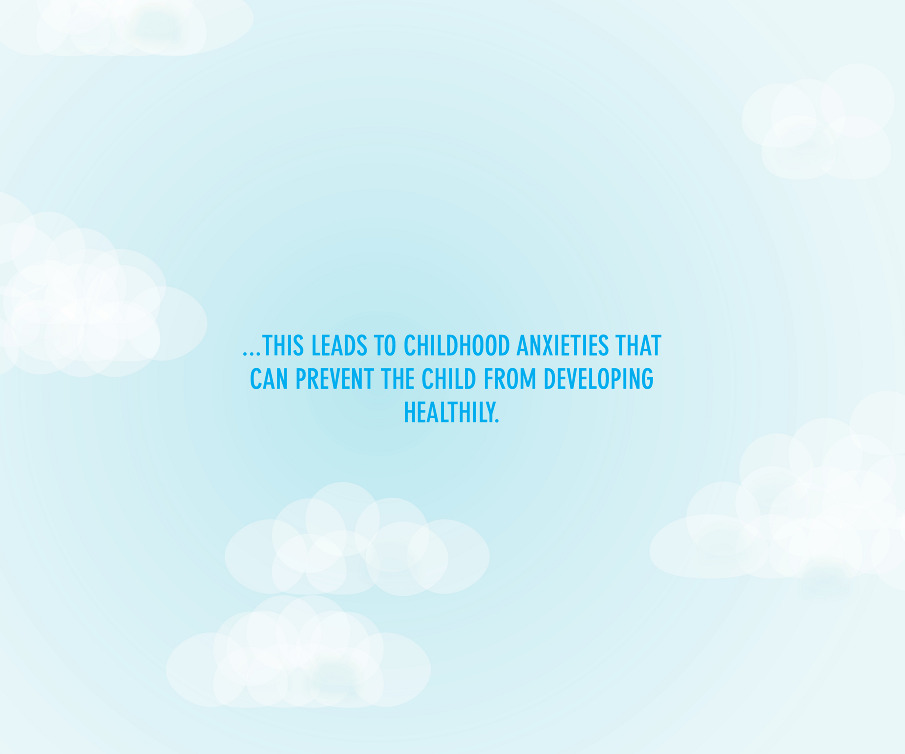 ...THIS LEADS TO CHILDHOOD ANXIETIES THAT
CAN PREVENT THE CHILD FROM DEVELOPING
HEALTHILY.